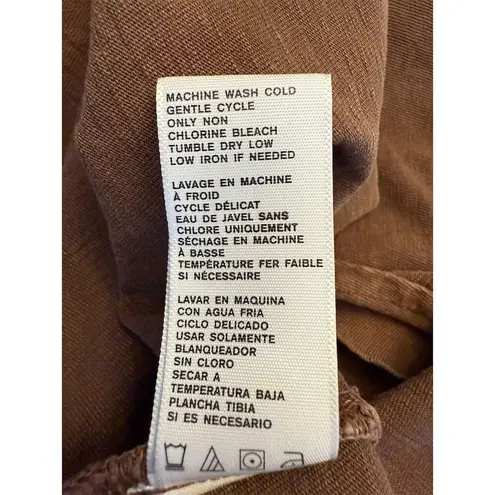 MACHINE WASH COLD
GENTLE CYCLE
ONLY NON
CHLORINE BLEACH
TUMBLE DRY LOW
LOW IRON IF NEEDED
LAVAGE EN MACHINE
À FROID
CYCLE DÉLICAT
EAU DE JAVEL SANS
CHLORE UNIQUEMENT
SÉCHAGE EN MACHINE
À BASSE
TEMPÉRATURE FER FAIBLE
SI NÉCESSAIRE
LAVAR EN MAQUINA
CON AGUA FRIA
CICLO DELICADO
USAR SOLAMENTE
BLANQUEADOR
SIN CLORO
SECAR A
TEMPERATURA BAJA
PLANCHA TIBIA
SI ES NECESARIO